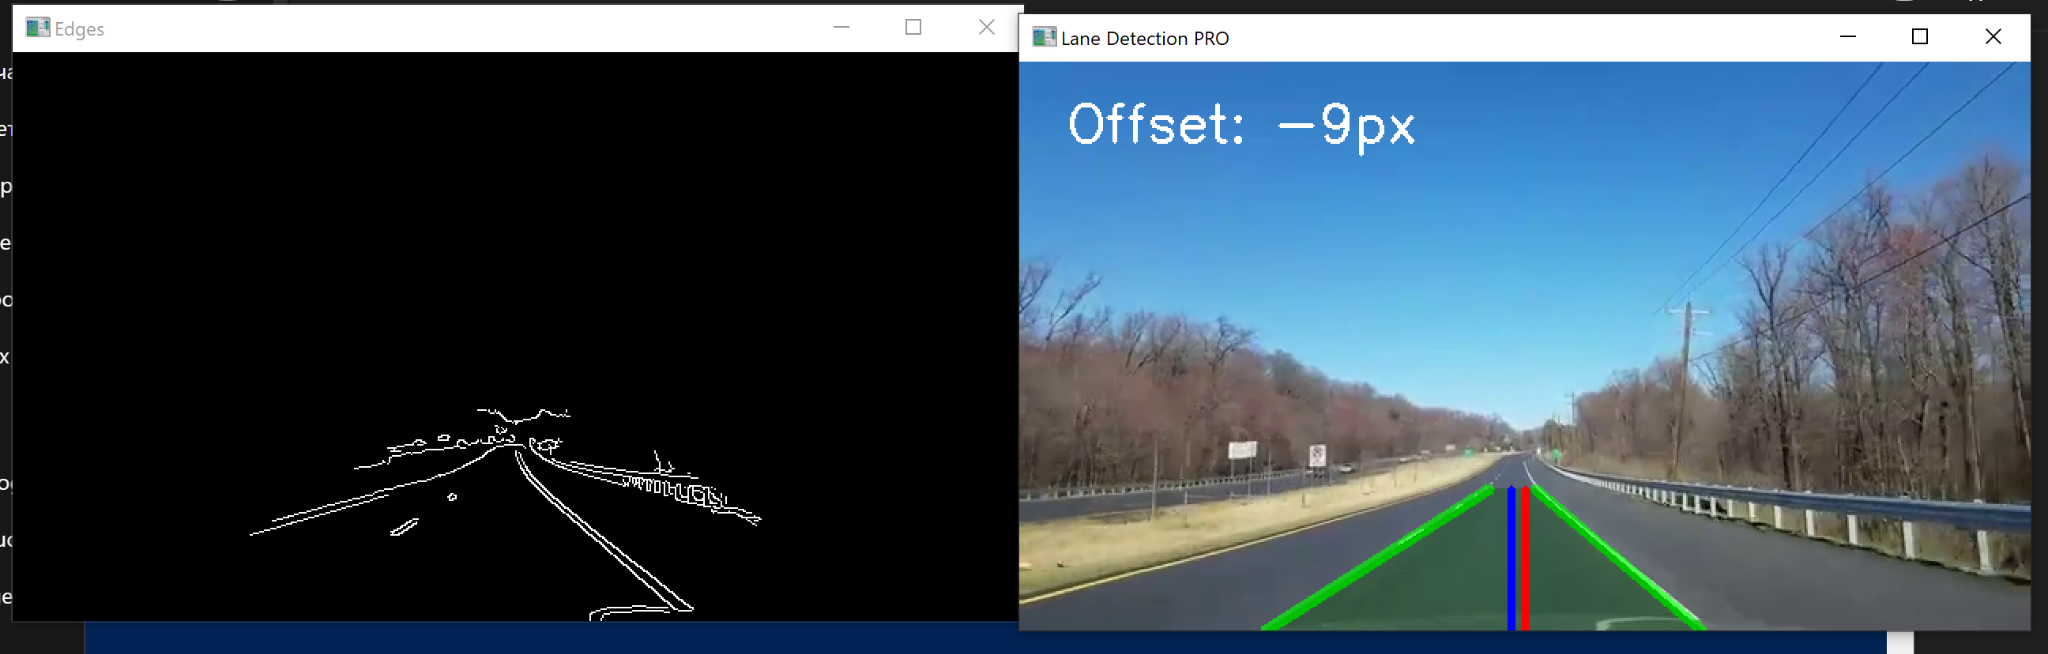 Edges
Lane Detection PRO
Offset: -9px